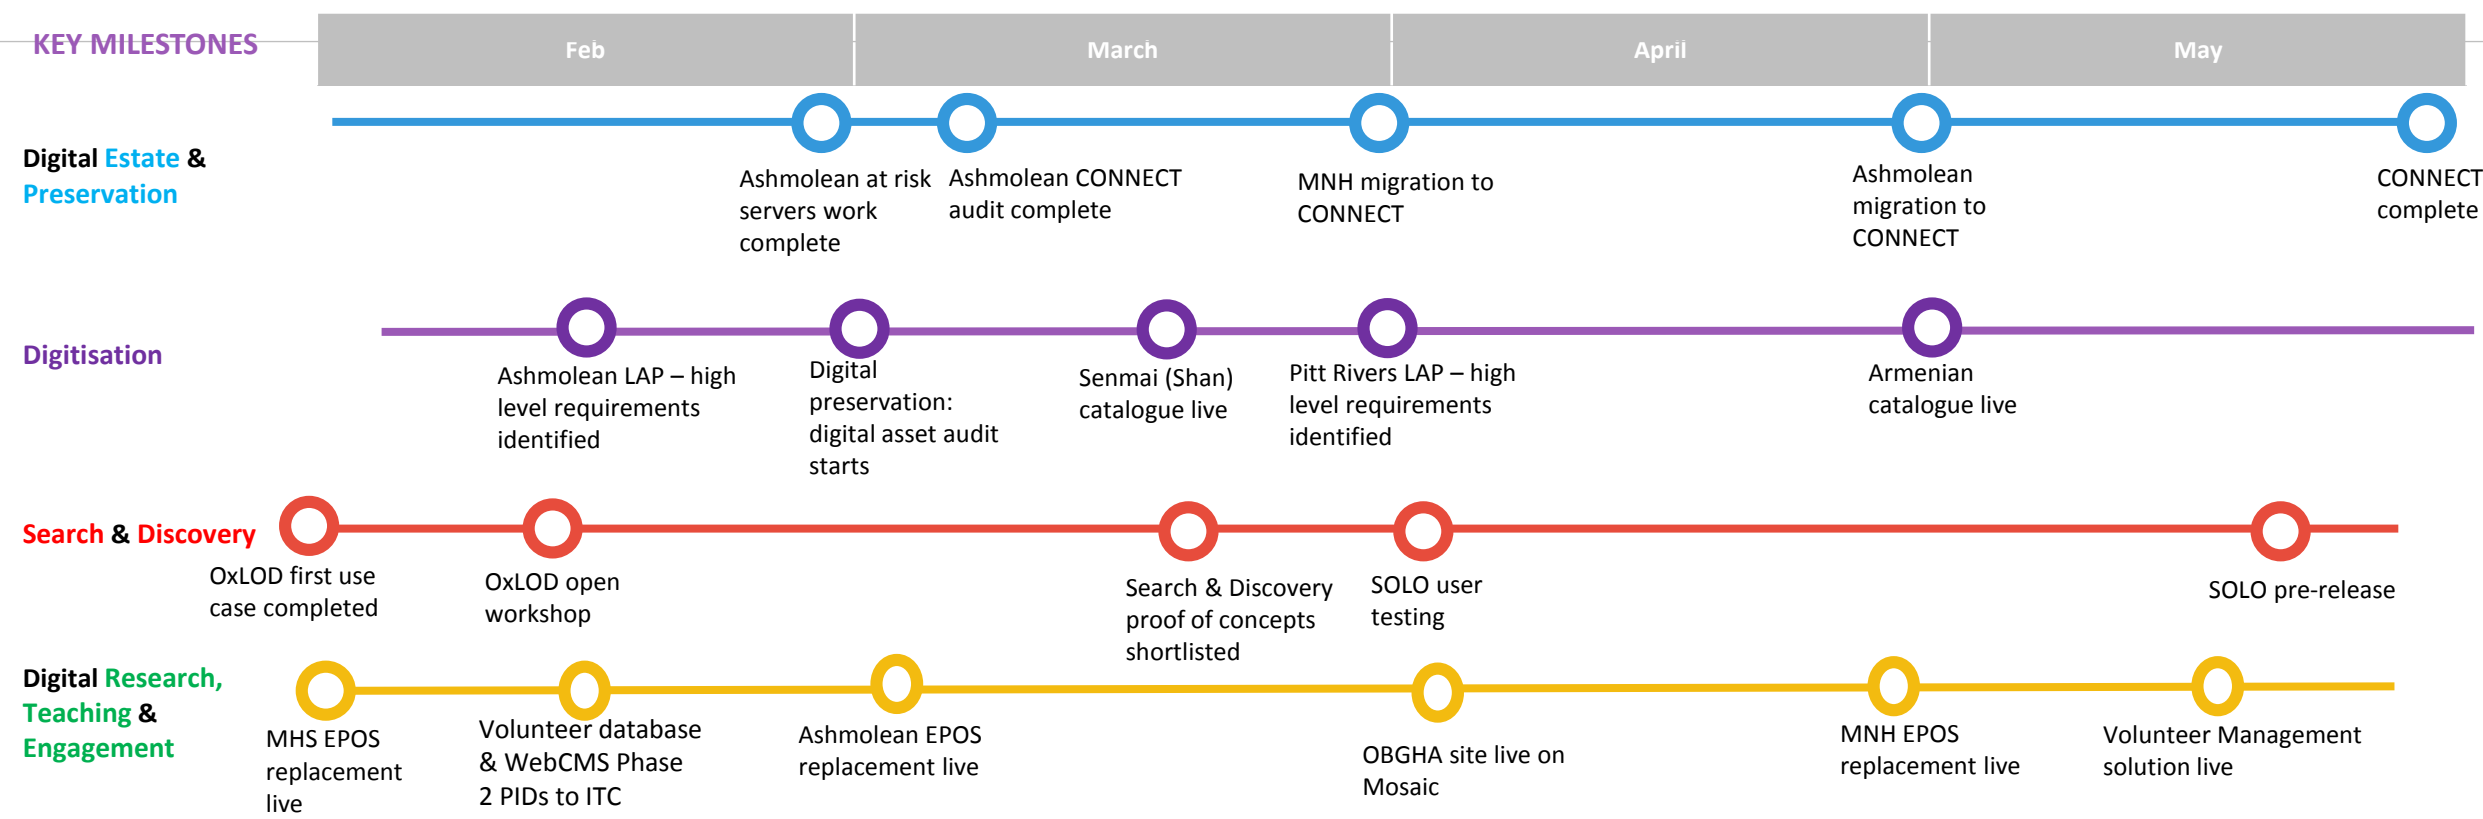 KEY MILESTONES
Feb
March
April
May
Digital Estate &
Preservation
Ashmolean at risk
servers work
complete
Ashmolean CONNECT
audit complete
MNH migration to
CONNECT
Ashmolean
migration to
CONNECT
CONNECT
complete
Digitisation
Ashmolean LAP – high
level requirements
identified
Digital
preservation:
digital asset audit
starts
Senmai (Shan)
catalogue live
Pitt Rivers LAP – high
level requirements
identified
Armenian
catalogue live
Search & Discovery
OxLOD first use
case completed
OxLOD open
workshop
Search & Discovery
proof of concepts
shortlisted
SOLO user
testing
SOLO pre-release
Digital Research,
Teaching &
Engagement
MHS EPOS
replacement
live
Volunteer database
& WebCMS Phase
2 PIDs to ITC
Ashmolean EPOS
replacement live
OBGHA site live on
Mosaic
MNH EPOS
replacement live
Volunteer Management
solution live